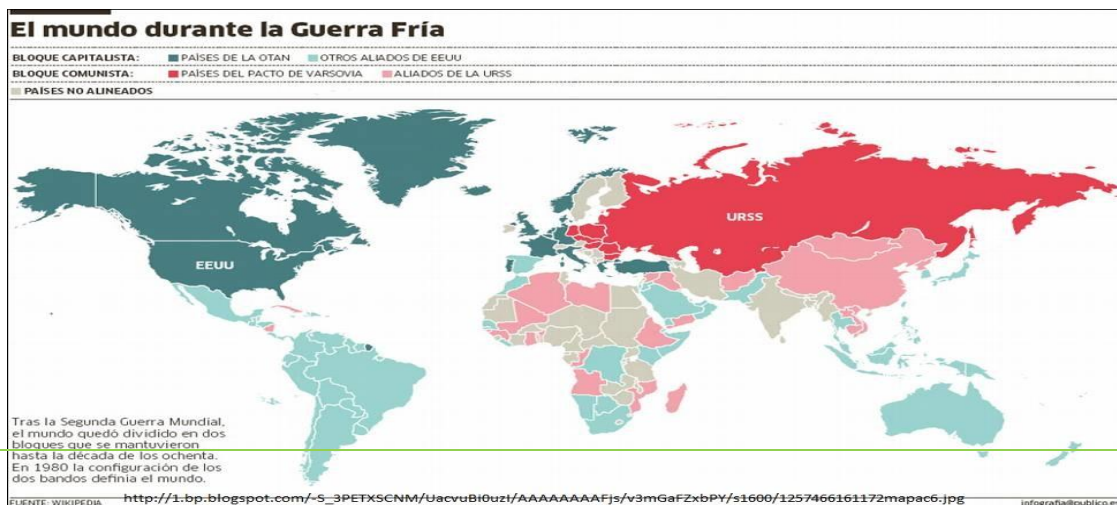 El mundo durante la Guerra Fría
BLOQUE CAPITALISTA: PAÍSES DE LA OTAN OTROS ALIADOS DE EEUU
BLOQUE COMUNISTA: PAÍSES DEL PACTO DE VARSOVIA ALIADOS DE LA URSS
PAÍSES NO ALINEADOS
URSS
EEUU
Tras la Segunda Guerra Mundial,
el mundo quedó dividido en dos
bloques que se mantuvieron
hasta la década de los ochenta.
En 1980 la configuración de los
dos bandos definia el mundo.
FUENTE: WIKIPEDIA
http://1.bp.blogspot.com/-S_3PETXSCNM/UacvuBi0uzI/AAAAAAAAFjs/v3mGaFZxbPY/s1600/1257466161172mapac6.jpg
infografia@publico.es